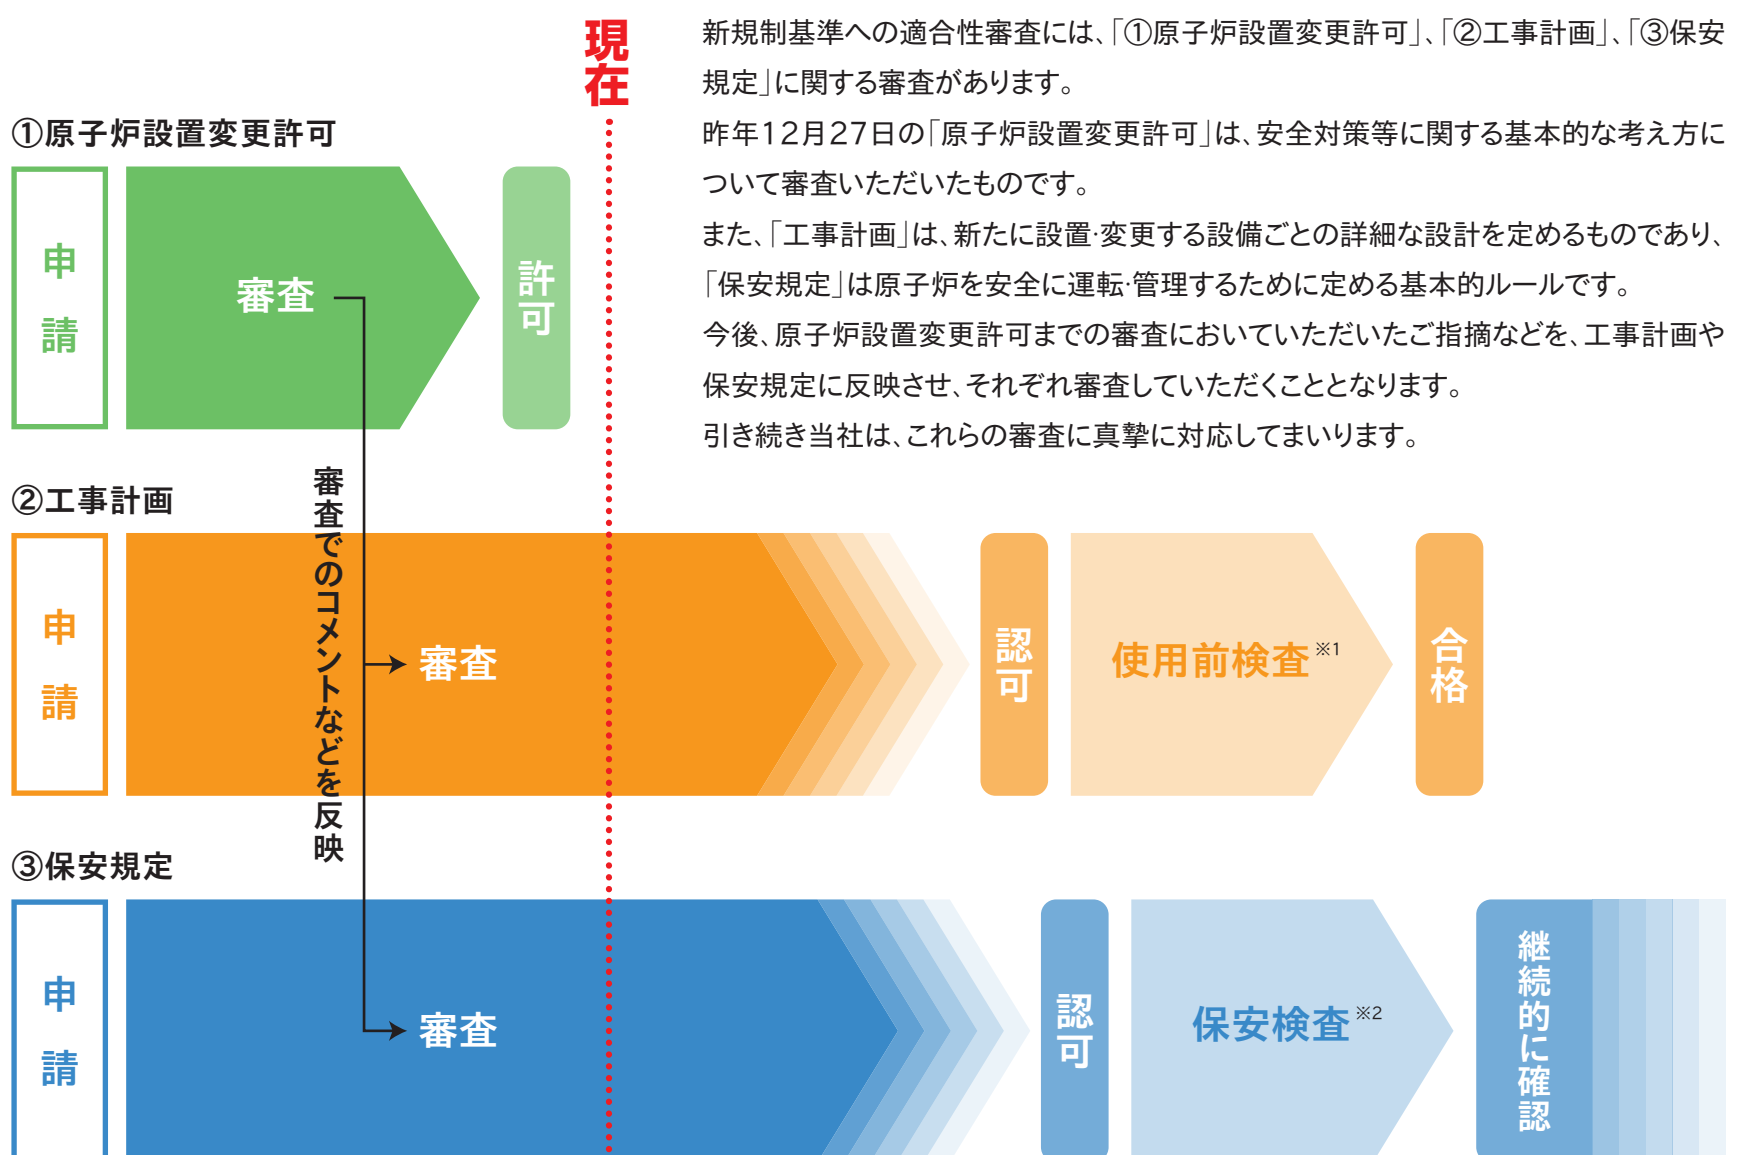 現在
新規制基準への適合性審査には、「①原子炉設置変更許可」、「②工事計画」、「③保安
規定」に関する審査があります。
昨年12月27日の「原子炉設置変更許可」は、安全対策等に関する基本的な考え方に
ついて審査いただいたものです。
また、「工事計画」は、新たに設置・変更する設備ごとの詳細な設計を定めるものであり、
「保安規定」は原子炉を安全に運転・管理するために定める基本的ルールです。
今後、原子炉設置変更許可までの審査においていただいたご指摘などを、工事計画や
保安規定に反映させ、それぞれ審査していただくこととなります。
引き続き当社は、これらの審査に真摯に対応してまいります。
①原子炉設置変更許可
申請
審査
許可
審査でのコメントなどを反映
②工事計画
申請
審査
認可
使用前検査※1
合格
③保安規定
申請
審査
認可
保安検査※2
継続的に確認